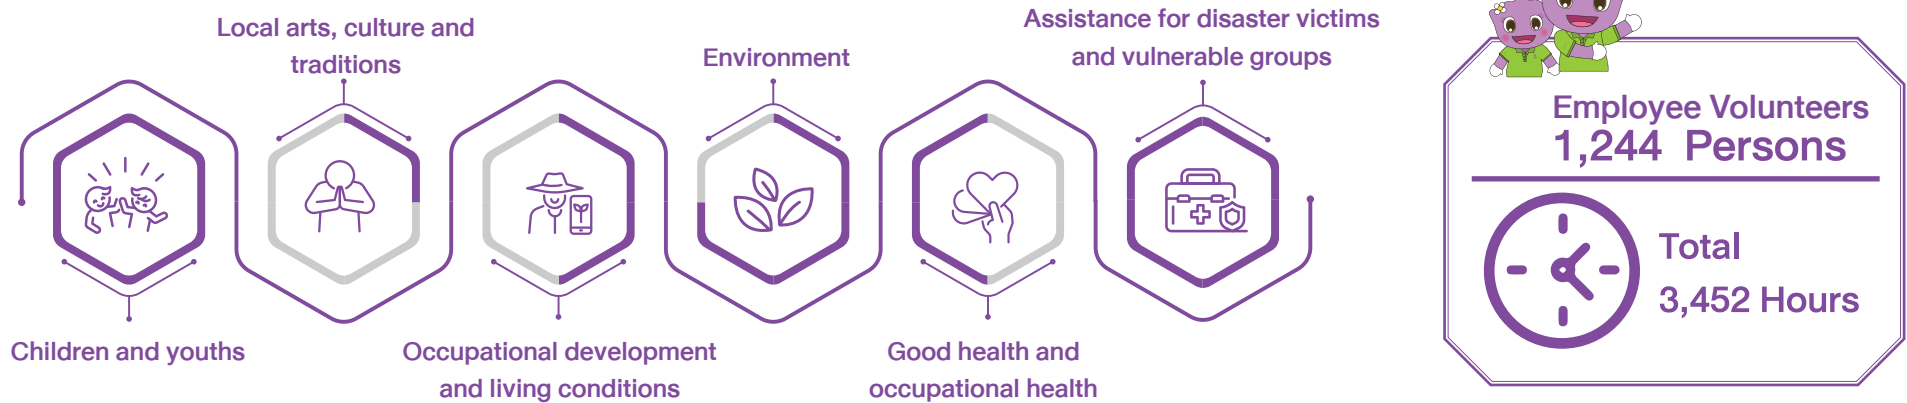 Local arts, culture and
traditions
Environment
Assistance for disaster victims
and vulnerable groups
Children and youths
Occupational development
and living conditions
Good health and
occupational health
Employee Volunteers
1,244 Persons
Total
3,452 Hours